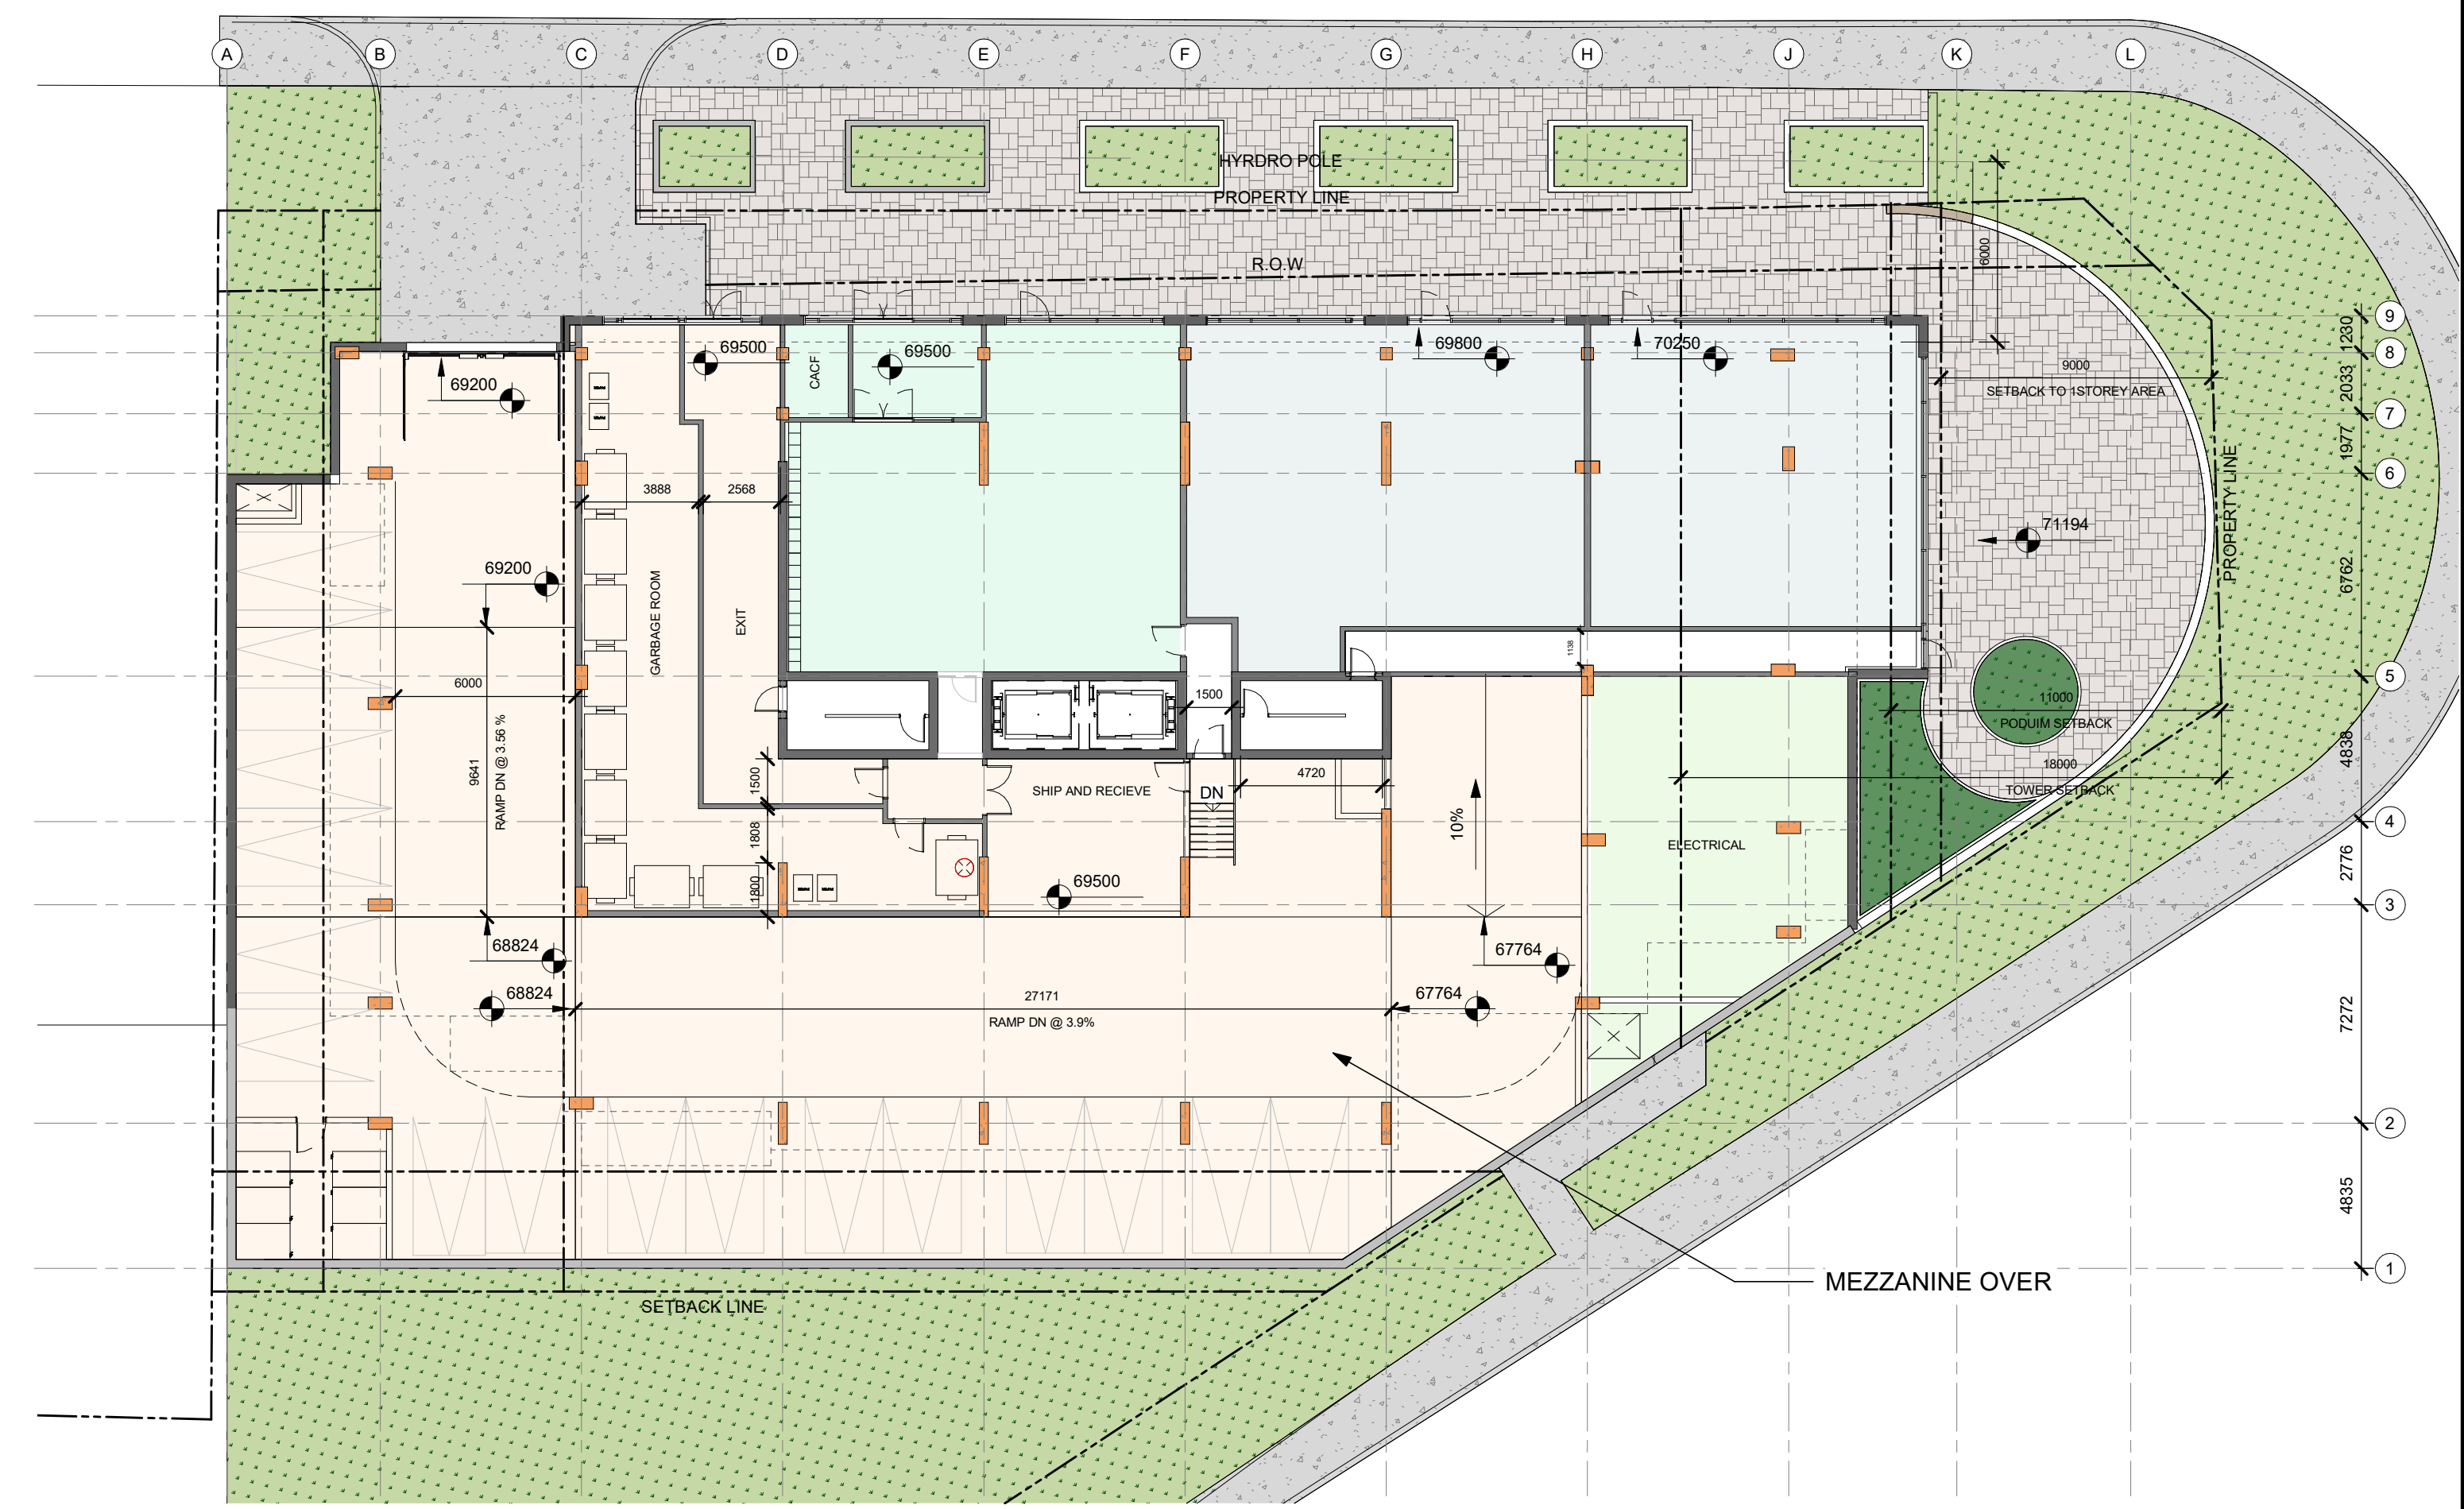 A B C D E F G H J K L
HYRDRO POLE
PROPERTY LINE
R.O.W
6000
9
1230
8
2033
7
1977
6
6762
5
4838
4
2776
3
7272
2
4835
1
69500
CACF
69500
69800
70250
69200
9000
SETBACK TO 1STOREY AREA
3888
2568
PROPERTY LINE
71194
69200
GARBAGE ROOM
EXIT
1138
6000
9641
RAMP DN @ 3.56 %
1500
11000
PODUIM SETBACK
18000
TOWER SETBACK
1500
SHIP AND RECIEVE
DN
4720
10%
1808
1800
ELECTRICAL
69500
68824
68824
67764
67764
27171
RAMP DN @ 3.9%
MEZZANINE OVER
SETBACK LINE